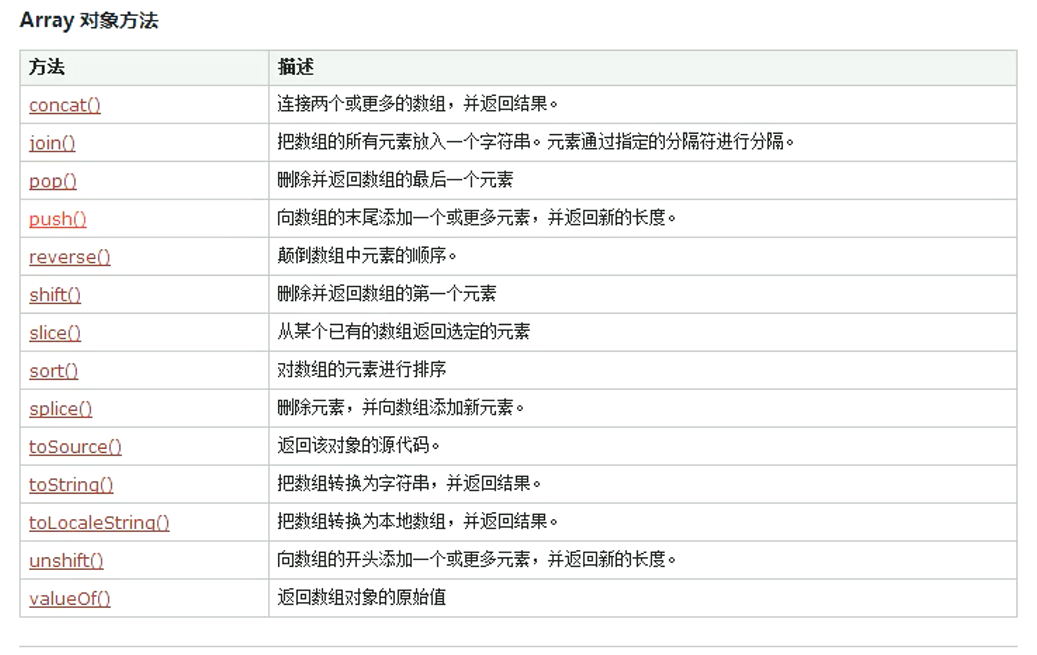 Array 对象方法
方法 描述
concat() 连接两个或更多的数组，并返回结果。
join() 把数组的所有元素放入一个字符串。元素通过指定的分隔符进行分隔。
pop() 删除并返回数组的最后一个元素
push() 向数组的末尾添加一个或更多元素，并返回新的长度。
reverse() 颠倒数组中元素的顺序。
shift() 删除并返回数组的第一个元素
slice() 从某个已有的数组返回选定的元素
sort() 对数组的元素进行排序
splice() 删除元素，并向数组添加新元素。
toSource() 返回该对象的源代码。
toString() 把数组转换为字符串，并返回结果。
toLocaleString() 把数组转换为本地数组，并返回结果。
unshift() 向数组的开头添加一个或更多元素，并返回新的长度。
valueOf() 返回数组对象的原始值